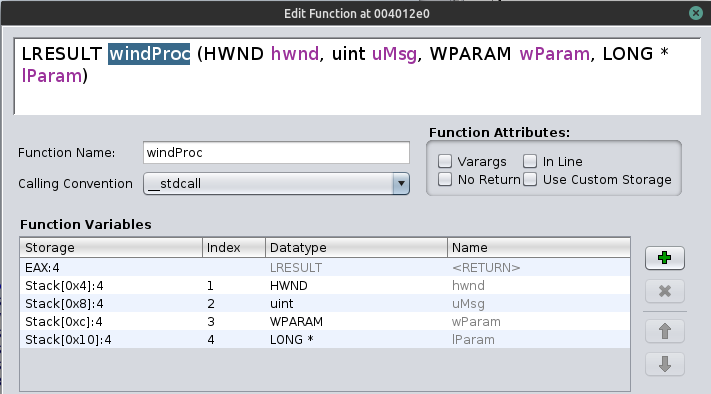 Edit Function at 004012e0
LRESULT windProc (HWND hwnd, uint uMsg, WPARAM wParam, LONG *
lParam)
Function Attributes:
Function Name: windProc
Varargs In Line
Calling Convention __stdcall
No Return Use Custom Storage
Function Variables
Storage Index Datatype Name
EAX:4 LRESULT <RETURN>
Stack[0x4]:4 1 HWND hwnd
Stack[0x8]:4 2 uint uMsg
Stack[0xc]:4 3 WPARAM wParam
Stack[0x10]:4 4 LONG * lParam